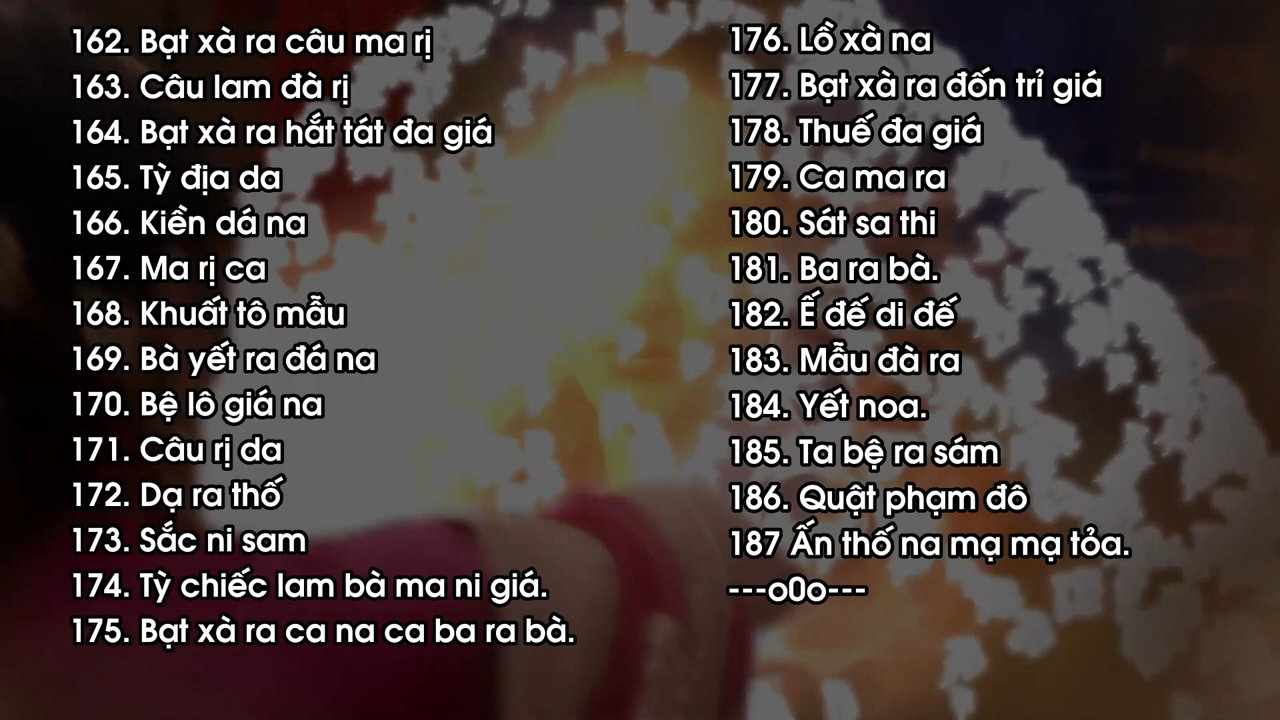 162. Bạt xà ra câu ma rị
163. Câu lam đà rị
164. Bạt xà ra hắt tát đa giá
165. Tỳ địa da
166. Kiền dá na
167. Ma rị ca
168. Khuất tô mẫu
169. Bà yết ra đá na
170. Bệ lô giá na
171. Câu rị da
172. Dạ ra thố
173. Sắc ni sam
174. Tỳ chiếc lam bà ma ni giá.
175. Bạt xà ra ca na ca ba ra bà.
176. Lồ xà na
177. Bạt xà ra đốn trỉ giá
178. Thuế đa giá
179. Ca ma ra
180. Sát sa thi
181. Ba ra bà.
182. Ế đế di đế
183. Mẫu đà ra
184. Yết noa.
185. Ta bệ ra sám
186. Quật phạm đô
187 Ấn thố na mạ mạ tỏa.
---o0o---